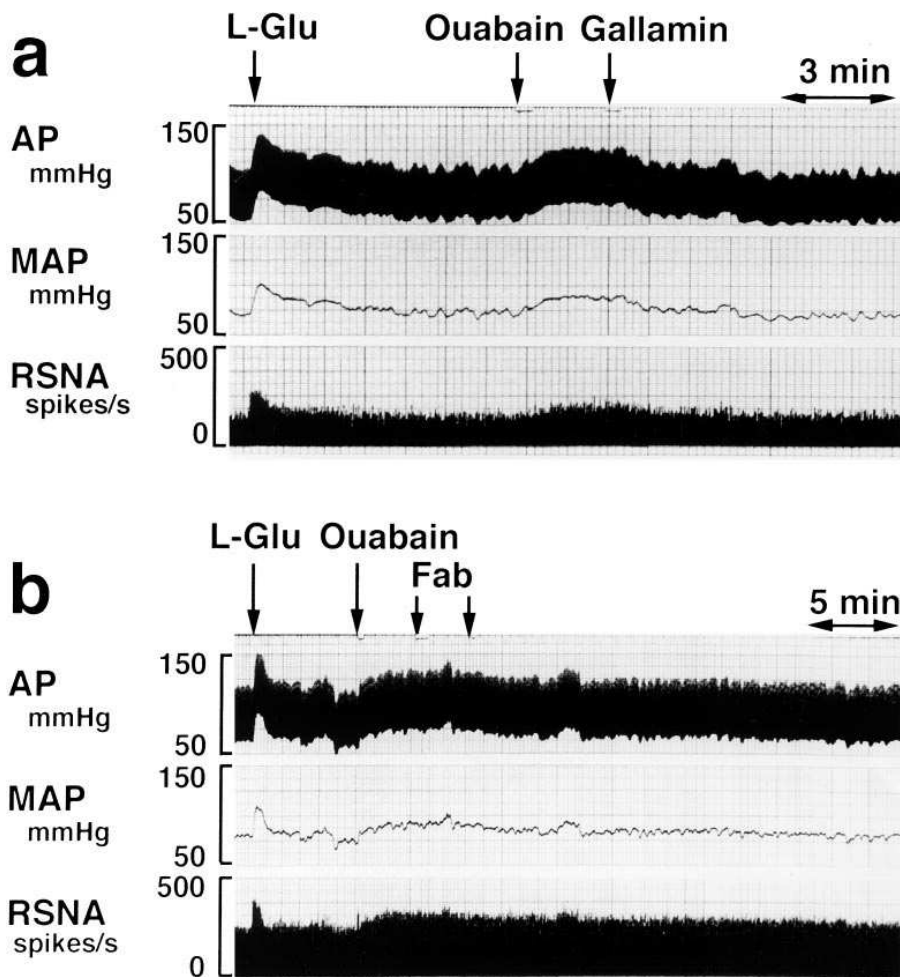 a
L-Glu Ouabain Gallamin
3 min
AP
mmHg
150
50
MAP
mmHg
150
50
RSNA
spikes/s
500
0
b
L-Glu Ouabain
Fab
5 min
AP
mmHg
150
50
MAP
mmHg
150
50
RSNA
spikes/s
500
0